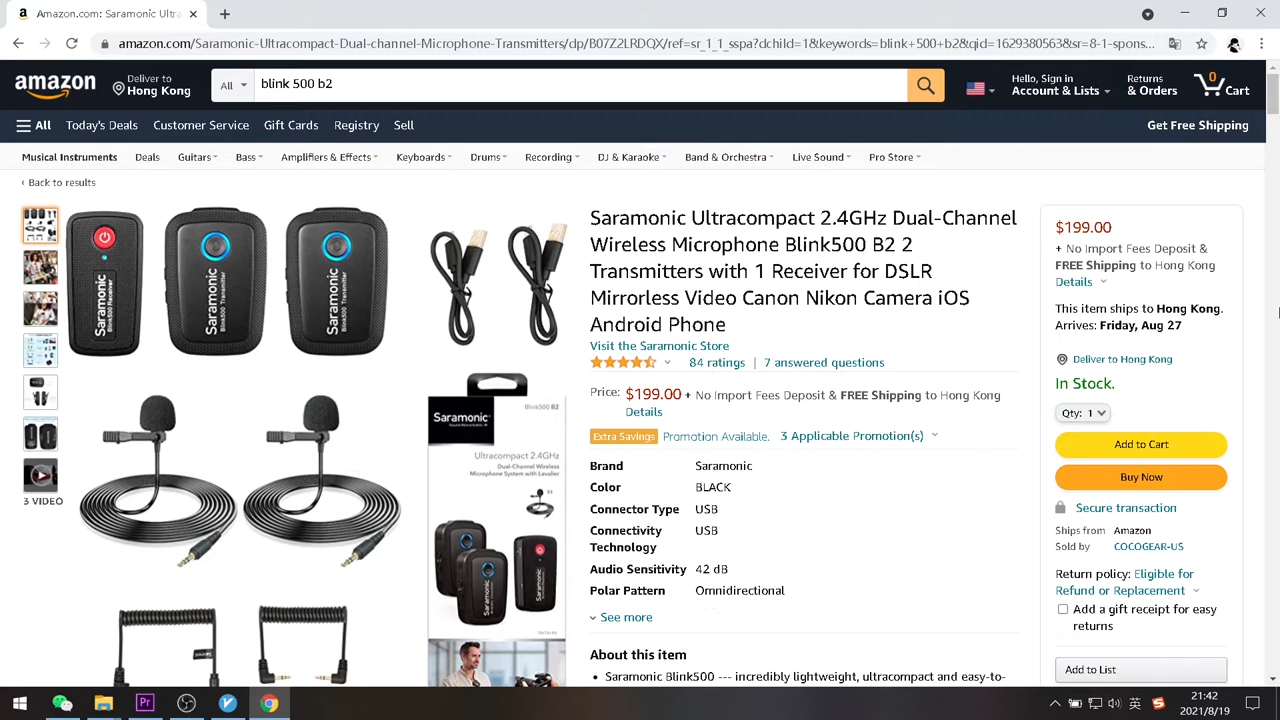 Amazon.com: Saramonic Ultra
amazon.com/Saramonic-Ultracompact-Dual-channel-Microphone-Transmitters/dp/B07Z2LRDQX/ref=sr_1_1_sspa?dchild=1&keywords=blink+500+b2&qid=1629380563&sr=8-1-spons...
amazon
Deliver to
Hong Kong
All
blink 500 b2
Hello, Sign in
Account & Lists
Returns
& Orders
0
Cart
All
Today's Deals
Customer Service
Gift Cards
Registry
Sell
Get Free Shipping
Musical Instruments
Deals
Guitars
Bass
Amplifiers & Effects
Keyboards
Drums
Recording
DJ & Karaoke
Band & Orchestra
Live Sound
Pro Store
‹ Back to results
3 VIDEO
Saramonic
Blink500 Receiver
Saramonic
Blink500 Transmitter
Saramonic
Blink500 Transmitter
Saramonic
Blink500 B2
Ultracompact 2.4GHz
Dual-Channel Wireless
Microphone System with Lavalier
Saramonic Ultracompact 2.4GHz Dual-Channel
Wireless Microphone Blink500 B2 2
Transmitters with 1 Receiver for DSLR
Mirrorless Video Canon Nikon Camera iOS
Android Phone
Visit the Saramonic Store
84 ratings | 7 answered questions
Price: $199.00 + No Import Fees Deposit & FREE Shipping to Hong Kong
Details
Extra Savings Promotion Available. 3 Applicable Promotion(s)
Brand Saramonic
Color BLACK
Connector Type USB
Connectivity USB
Technology
Audio Sensitivity 42 dB
Polar Pattern Omnidirectional
See more
About this item
• Saramonic Blink500 --- incredibly lightweight, ultracompact and easy-to-
$199.00
+ No Import Fees Deposit &
FREE Shipping to Hong Kong
Details
This item ships to Hong Kong.
Arrives: Friday, Aug 27
Deliver to Hong Kong
In Stock.
Qty: 1
Add to Cart
Buy Now
Secure transaction
Ships from Amazon
Sold by COCOGEAR-US
Return policy: Eligible for
Refund or Replacement
Add a gift receipt for easy
returns
Add to List
Pr
英
21:42
2021/8/19